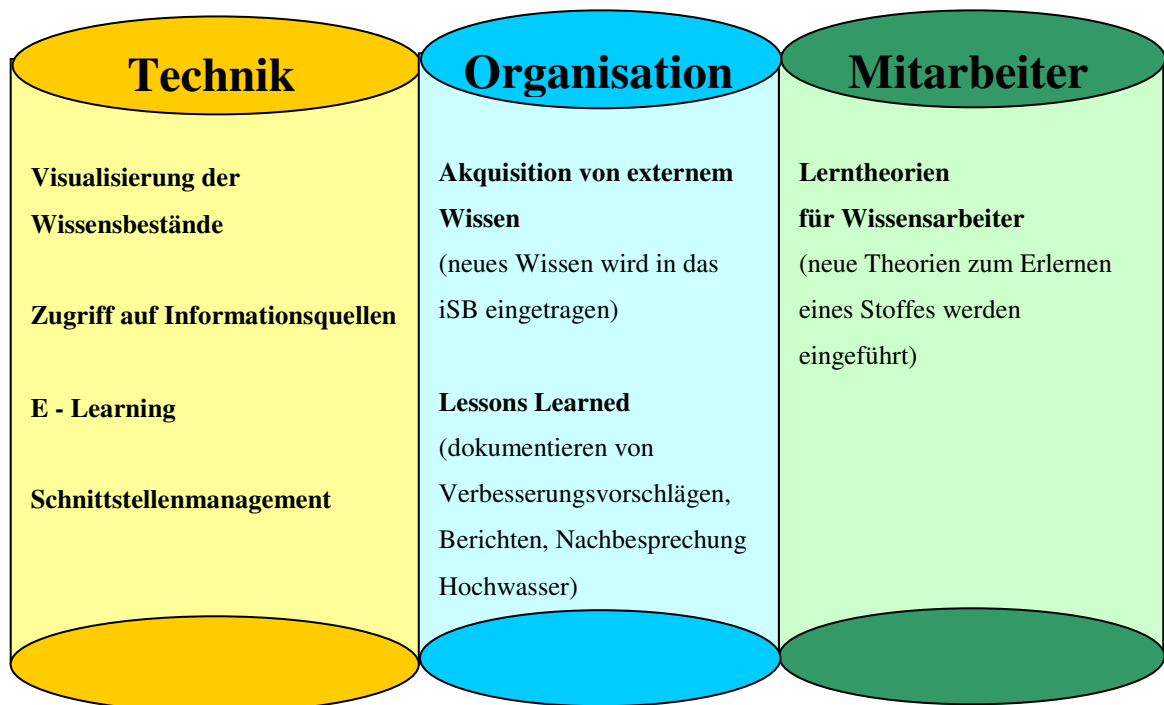 Technik
Visualisierung der
Wissensbestände
Zugriff auf Informationsquellen
E - Learning
Schnittstellenmanagement
Organisation
Akquisition von externem
Wissen
(neues Wissen wird in das
iSB eingetragen)
Lessons Learned
(dokumentieren von
Verbesserungsvorschlägen,
Berichten, Nachbesprechung
Hochwasser)
Mitarbeiter
Lerntheorien
für Wissensarbeiter
(neue Theorien zum Erlernen
eines Stoffes werden
eingeführt)